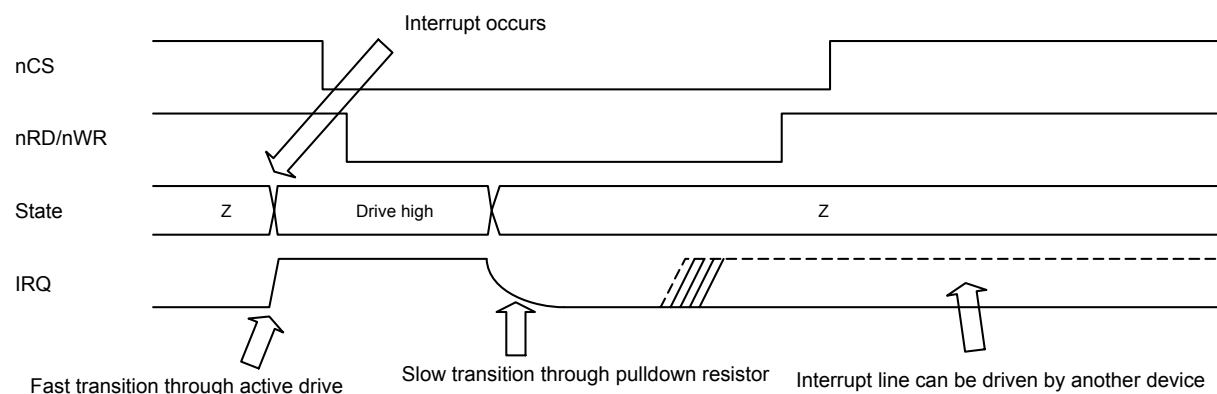 Interrupt occurs
nCS
nRD/nWR
State
Z
Drive high
Z
IRQ
Fast transition through active drive
Slow transition through pulldown resistor
Interrupt line can be driven by another device